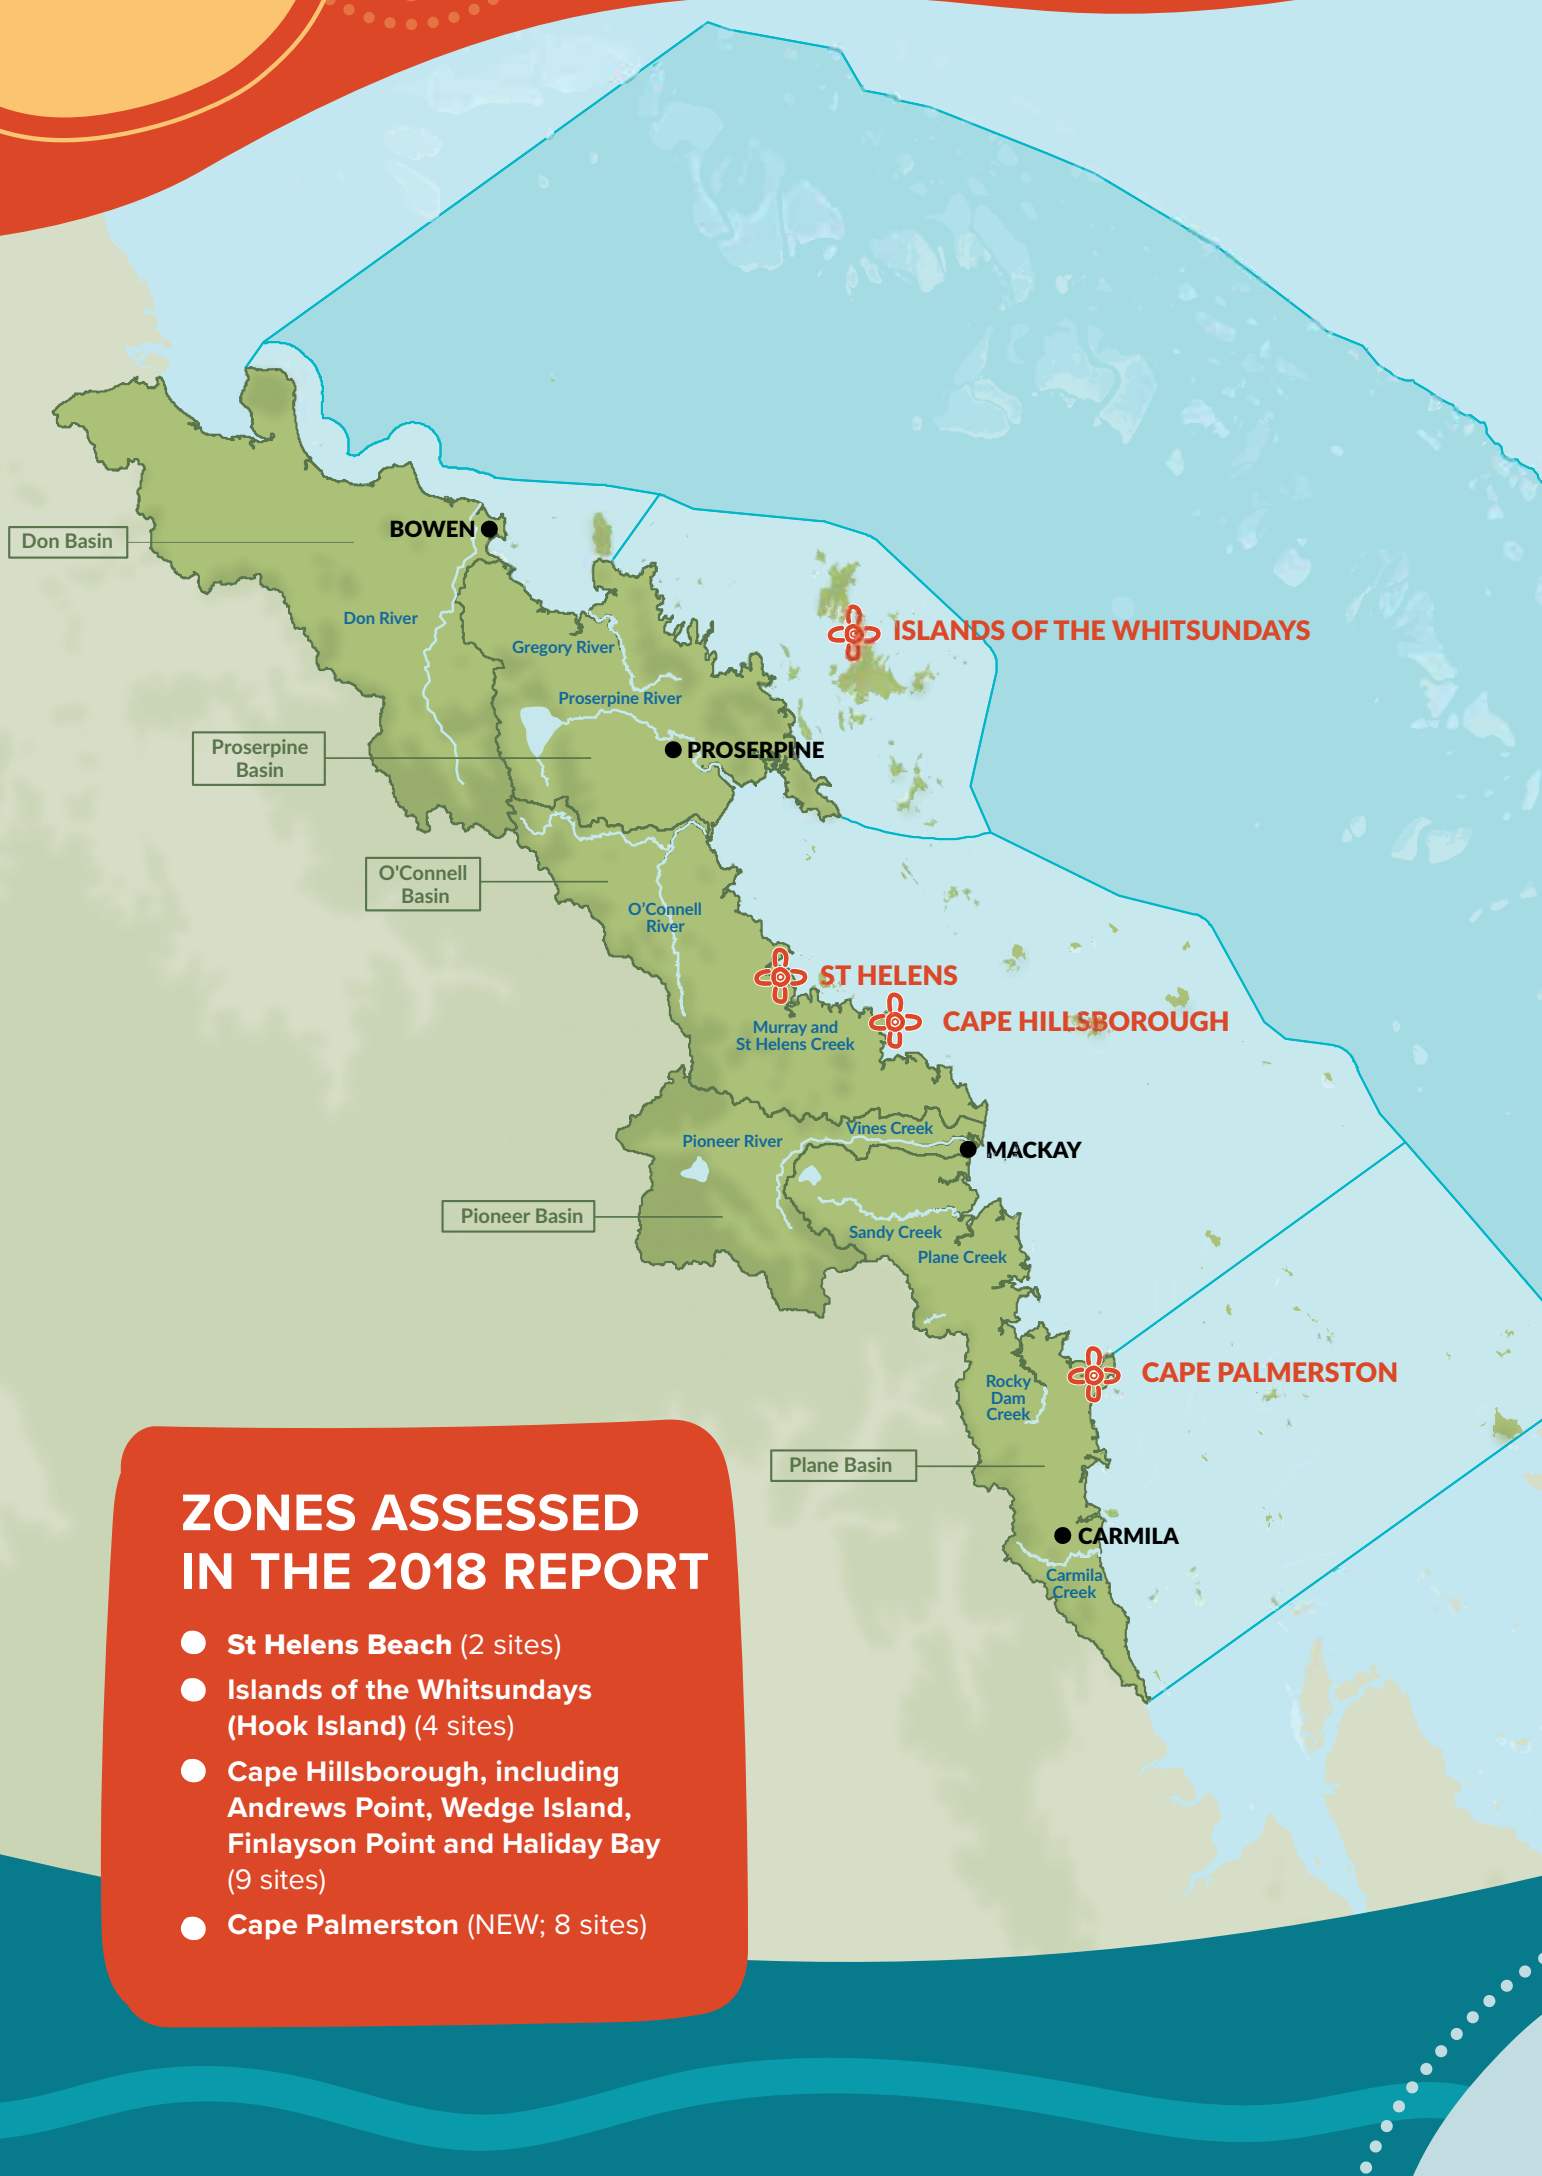 BOWEN
Don Basin
Don River
ISLANDS OF THE WHITSUNDAYS
Gregory River
Proserpine River
Proserpine
Basin
PROSERPINE
O'Connell
Basin
O'Connell
River
ST HELENS
CAPE HILLSBOROUGH
Murray and
St Helens Creek
Vines Creek
Pioneer River
MACKAY
Pioneer Basin
Sandy Creek
Plane Creek
CAPE PALMERSTON
Rocky
Dam
Creek
Plane Basin
CARMILA
Carmila
Creek
ZONES ASSESSED
IN THE 2018 REPORT
St Helens Beach (2 sites)
Islands of the Whitsundays
(Hook Island) (4 sites)
Cape Hillsborough, including
Andrews Point, Wedge Island,
Finlayson Point and Haliday Bay
(9 sites)
Cape Palmerston (NEW; 8 sites)